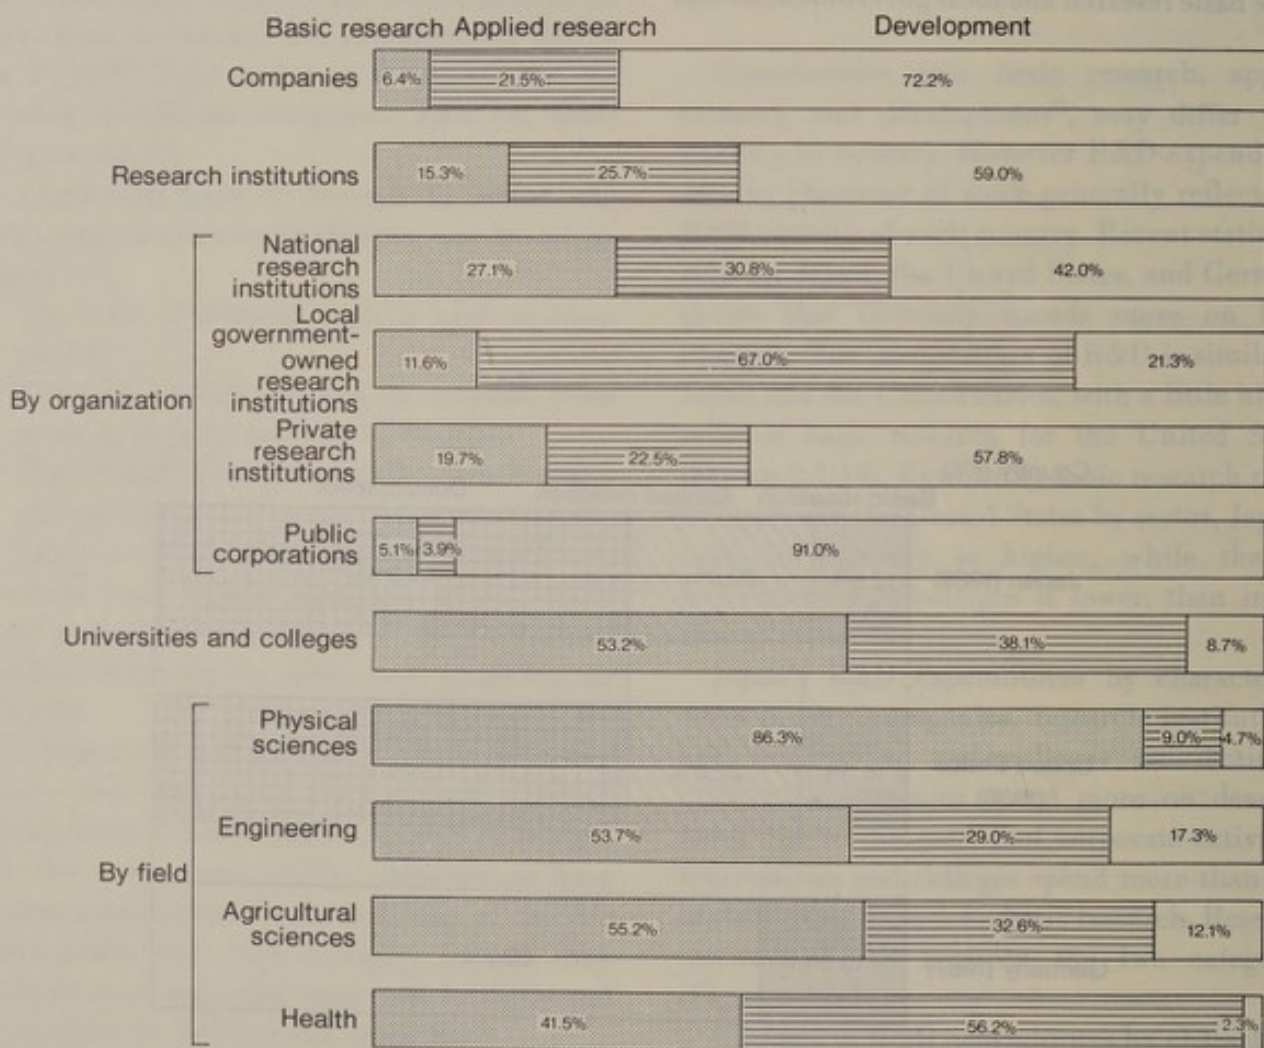 Basic research Applied research Development
Companies 6.4% 21.5% 72.2%
Research institutions 15.3% 25.7% 59.0%
National
research
institutions
27.1% 30.8% 42.0%
Local
government-
owned
research
institutions
11.6% 67.0% 21.3%
By organization
Private
research
institutions
19.7% 22.5% 57.8%
Public
corporations
5.1% 3.9% 91.0%
Universities and colleges 53.2% 38.1% 8.7%
Physical
sciences
86.3% 9.0% 4.7%
Engineering 53.7% 29.0% 17.3%
By field
Agricultural
sciences
55.2% 32.6% 12.1%
Health 41.5% 56.2% 2.3%